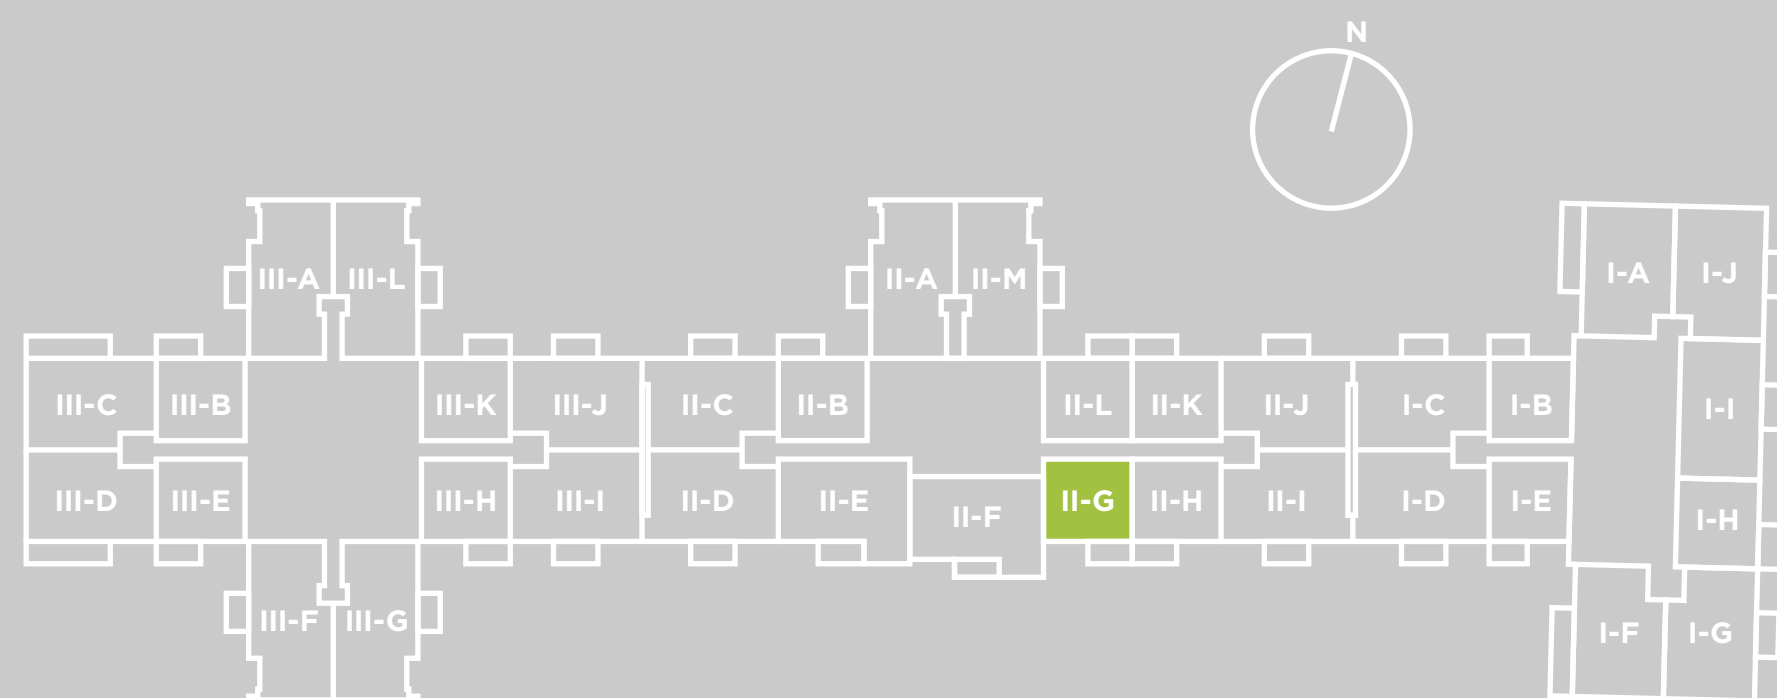 N
I-A I-J
III-A III-L II-A II-M
III-C III-B III-K III-J II-C II-B II-L II-K II-J I-C I-B I-I
III-D III-E III-H III-I II-D II-E II-F II-G II-H II-I I-D I-E I-H
III-F III-G I-F I-G